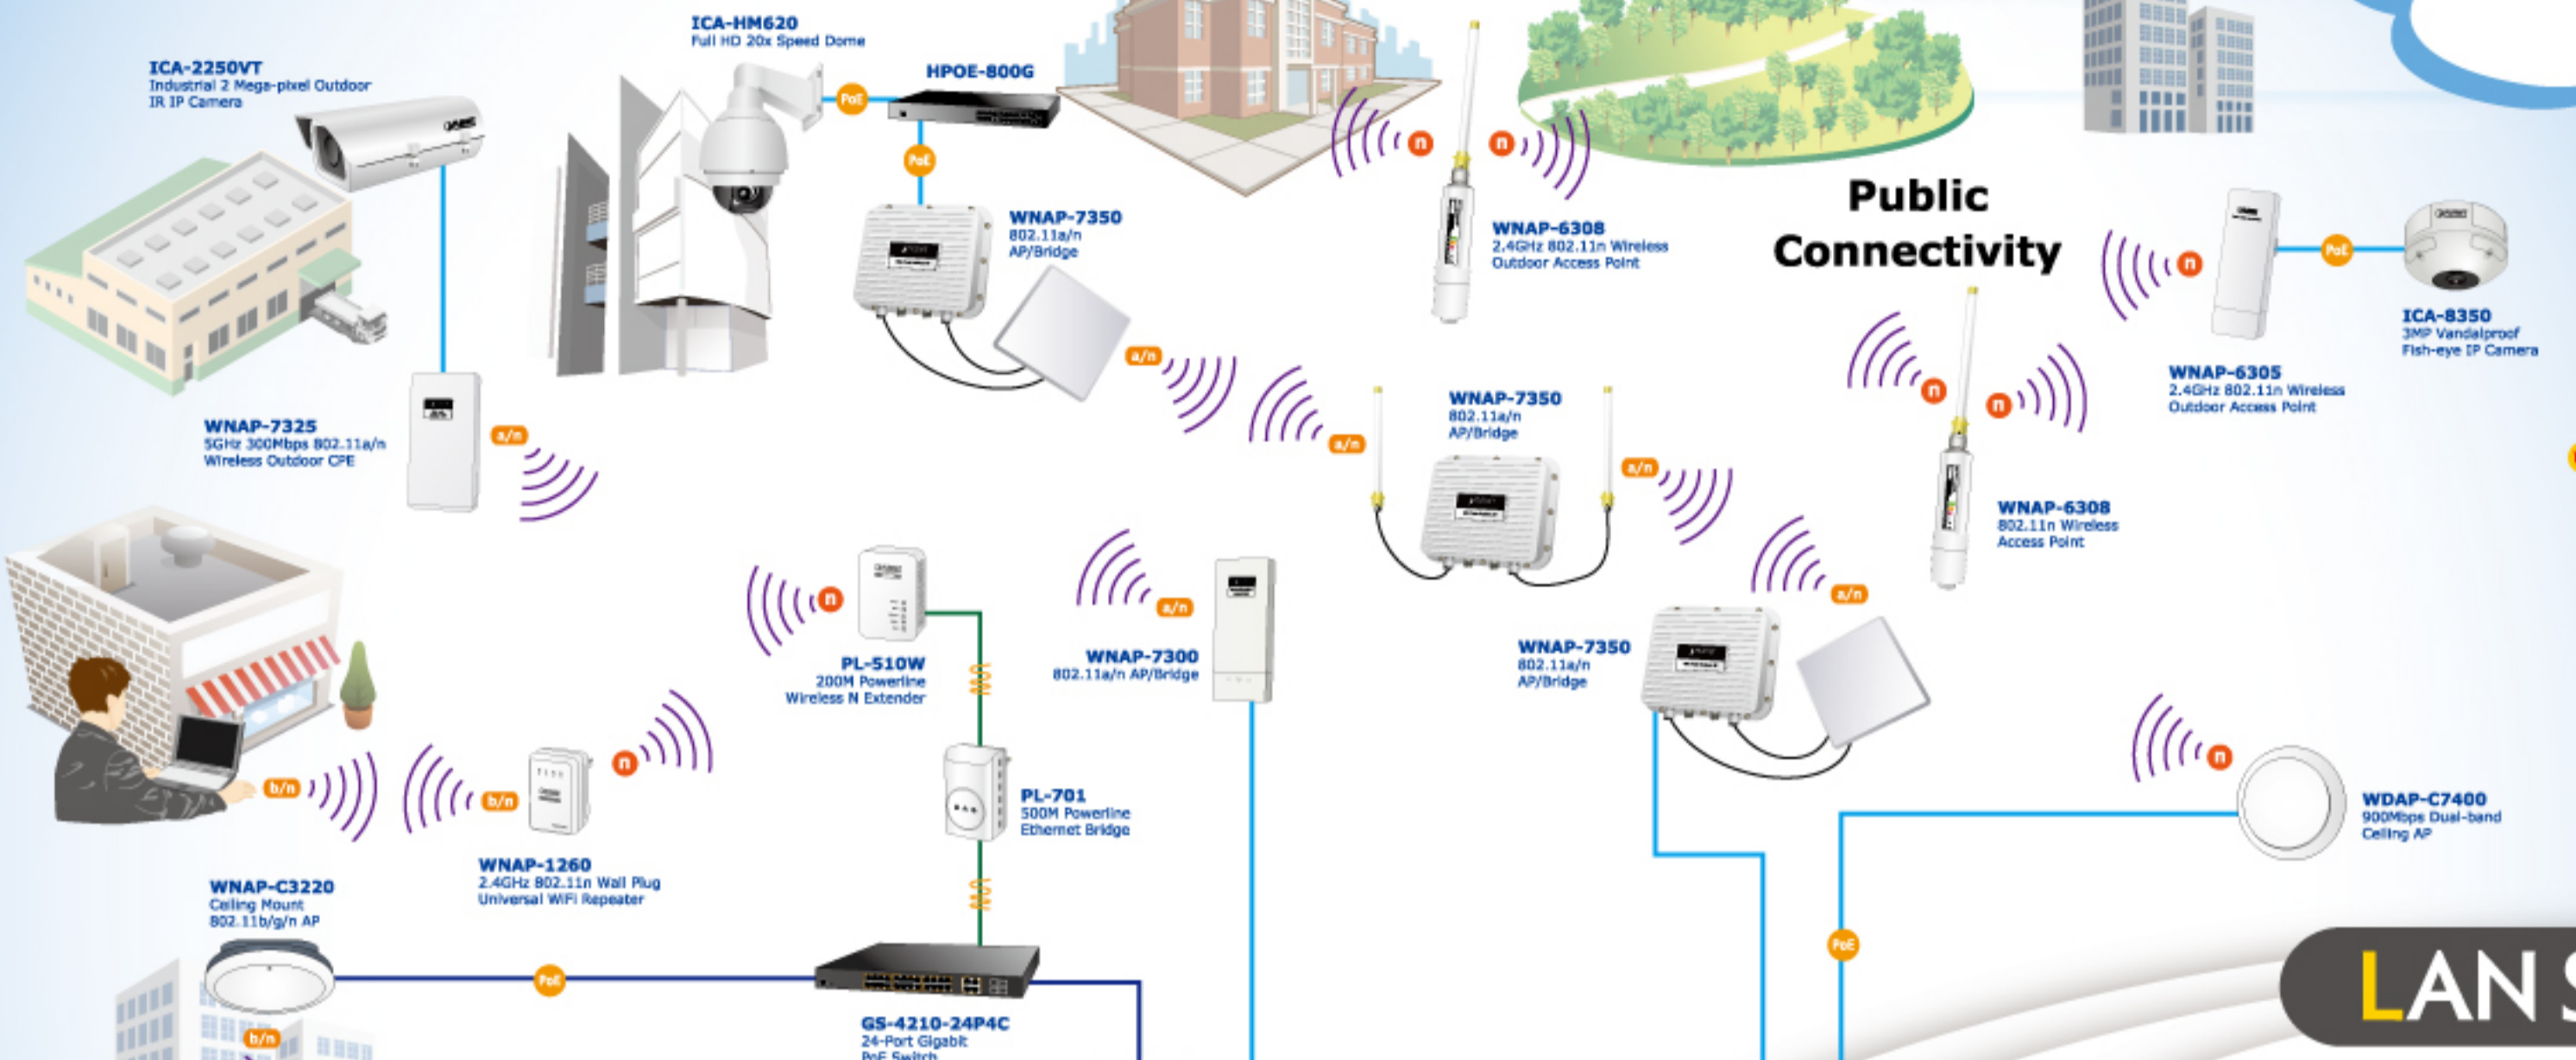 ICA-HM620
Full HD 20x Speed Dome
ICA-2250VT
Industrial 2 Mega-pixel Outdoor
IR IP Camera
HPOE-800G
PoE
PoE
WNAP-7350
802.11a/n
AP/Bridge
a/n
n
n
WNAP-6308
2.4GHz 802.11n Wireless
Outdoor Access Point
Public
Connectivity
n
PoE
ICA-8350
3MP Vandalproof
Fish-eye IP Camera
WNAP-6305
2.4GHz 802.11n Wireless
Outdoor Access Point
n
n
WNAP-6308
802.11n Wireless
Access Point
WNAP-7325
5GHz 300Mbps 802.11a/n
Wireless Outdoor CPE
a/n
a/n
WNAP-7350
802.11a/n
AP/Bridge
a/n
n
PL-510W
200M Powerline
Wireless N Extender
a/n
WNAP-7300
802.11a/n AP/Bridge
a/n
WNAP-7350
802.11a/n
AP/Bridge
b/n
b/n
n
WNAP-1260
2.4GHz 802.11n Wall Plug
Universal WiFi Repeater
PL-701
500M Powerline
Ethernet Bridge
n
WDAP-C7400
900Mbps Dual-band
Ceiling AP
PoE
WNAP-C3220
Ceiling Mount
802.11b/g/n AP
PoE
b/n
GS-4210-24P4C
24-Port Gigabit
PoE Switch
LAN S